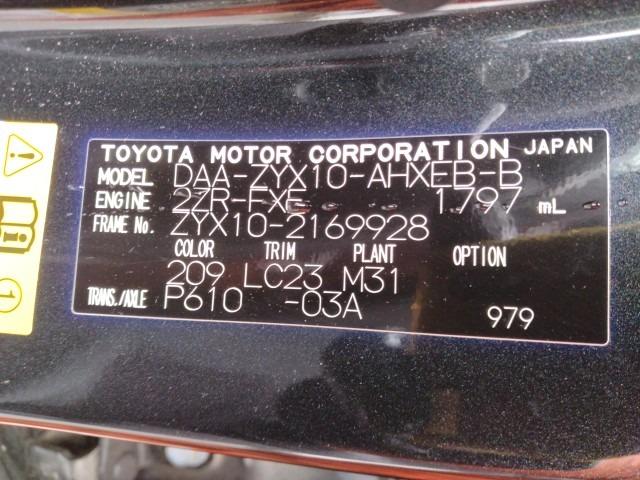 TOYOTA MOTOR CORPORATION JAPAN
MODEL DAA-ZYX10-AHXEB-B
ENGINE 2ZR-FXE 1.797 mL
FRAME No. ZYX10-2169928
COLOR TRIM PLANT OPTION
209 LC23 M31
TRANS./AXLE P610 -03A
979